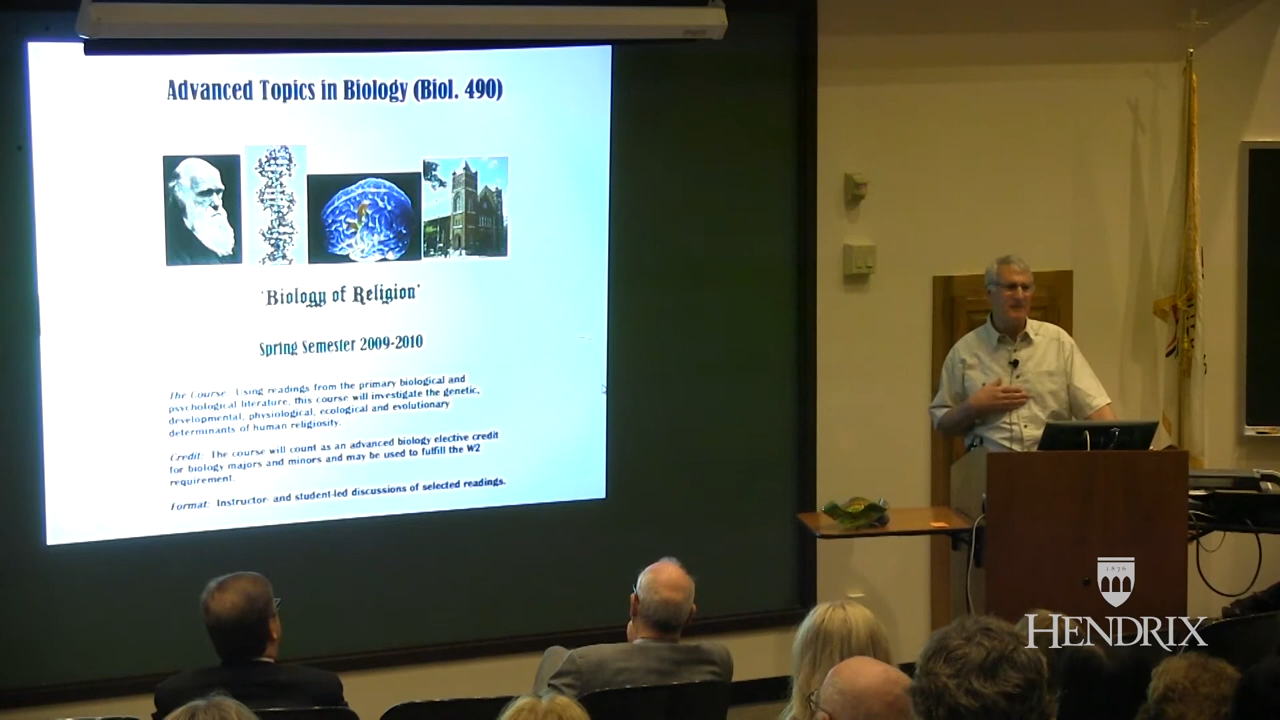 Advanced Topics in Biology (Biol. 490)
'Biology of Religion'
Spring Semester 2009-2010
The Course: Using readings from the primary biological and
psychological literature, this course will investigate the genetic,
developmental, physiological, ecological and evolutionary
determinants of human religiosity.
Credit: The course will count as an advanced biology elective credit
for biology majors and minors and may be used to fulfill the W2
requirement.
Format: Instructor- and student-led discussions of selected readings.
1876
HENDRIX